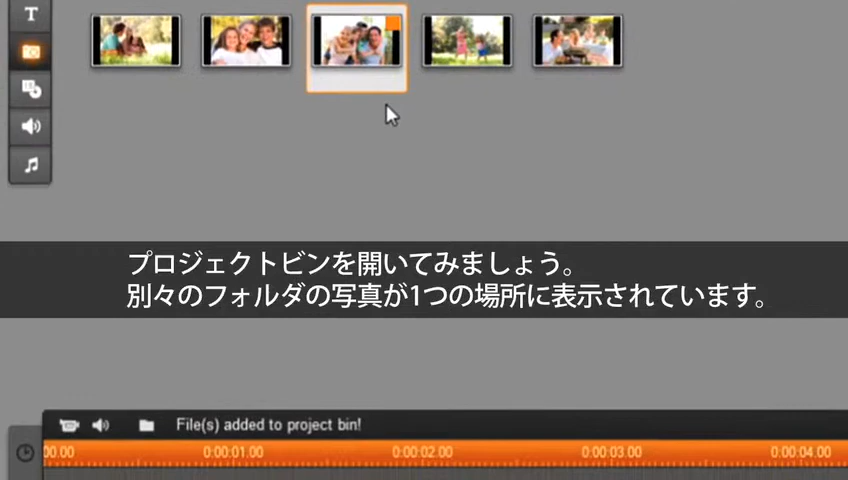 T
プロジェクトビンを開いてみましょう。
別々のフォルダの写真が1つの場所に表示されています。
File(s) added to project bin!
00.00 0:00:01.00 0:00:02.00 0:00:03.00 0:00:04.00